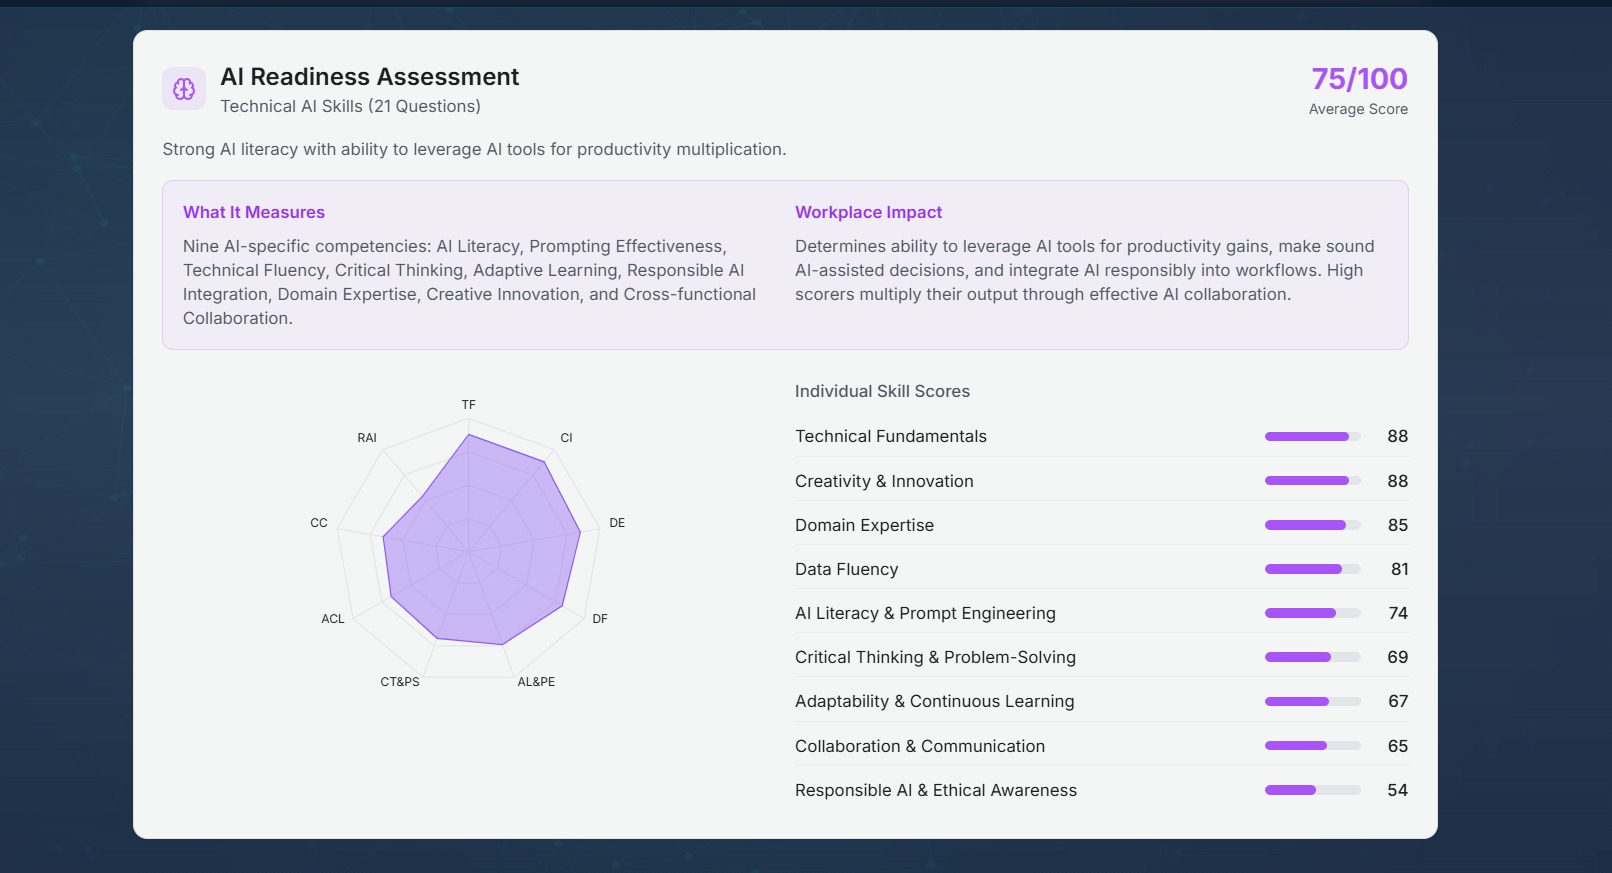 AI Readiness Assessment
Technical AI Skills (21 Questions)
75/100
Average Score
Strong AI literacy with ability to leverage AI tools for productivity multiplication.
What It Measures
Nine AI-specific competencies: AI Literacy, Prompting Effectiveness,
Technical Fluency, Critical Thinking, Adaptive Learning, Responsible AI
Integration, Domain Expertise, Creative Innovation, and Cross-functional
Collaboration.
Workplace Impact
Determines ability to leverage AI tools for productivity gains, make sound
AI-assisted decisions, and integrate AI responsibly into workflows. High
scorers multiply their output through effective AI collaboration.
TF
CI
DE
DF
AL&PE
CT&PS
ACL
CC
RAI
Individual Skill Scores
Technical Fundamentals 88
Creativity & Innovation 88
Domain Expertise 85
Data Fluency 81
AI Literacy & Prompt Engineering 74
Critical Thinking & Problem-Solving 69
Adaptability & Continuous Learning 67
Collaboration & Communication 65
Responsible AI & Ethical Awareness 54